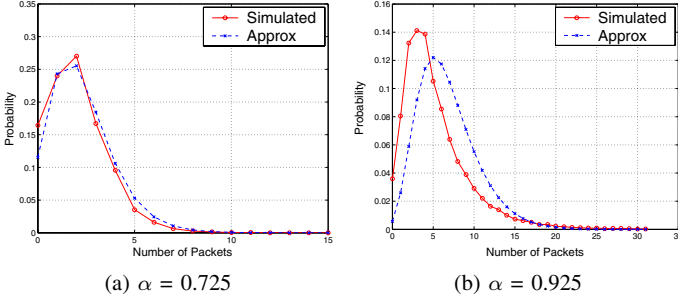 0.35
0.3
0.25
0.2
0.15
0.1
0.05
0
Probability
0 5 10 15
Number of Packets
Simulated
Approx
(a) α = 0.725
0.16
0.14
0.12
0.1
0.08
0.06
0.04
0.02
0
Probability
0 5 10 15 20 25 30 35
Number of Packets
Simulated
Approx
(b) α = 0.925